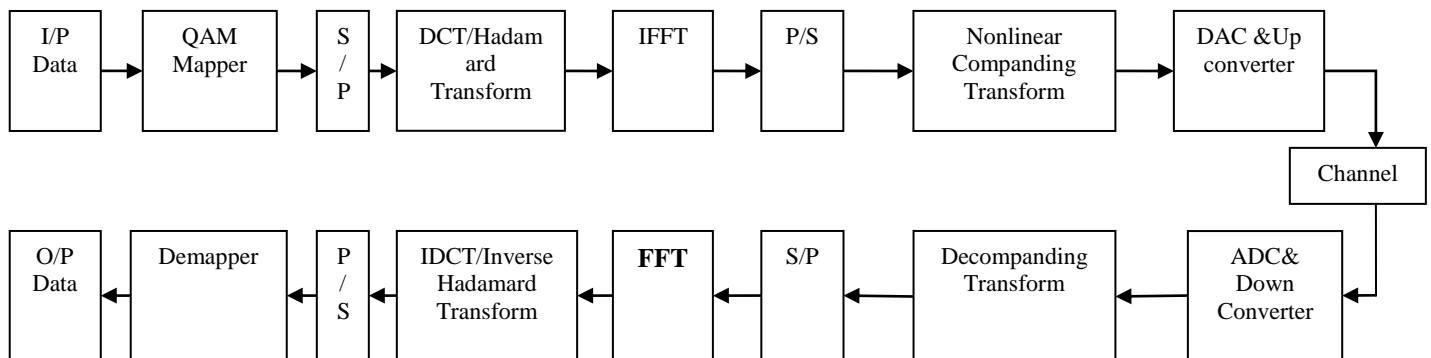 I/P
Data
QAM
Mapper
S
/
P
DCT/Hadam
ard
Transform
IFFT
P/S
Nonlinear
Companding
Transform
DAC &Up
converter
Channel
O/P
Data
Demapper
P
/
S
IDCT/Inverse
Hadamard
Transform
FFT
S/P
Decompanding
Transform
ADC&
Down
Converter